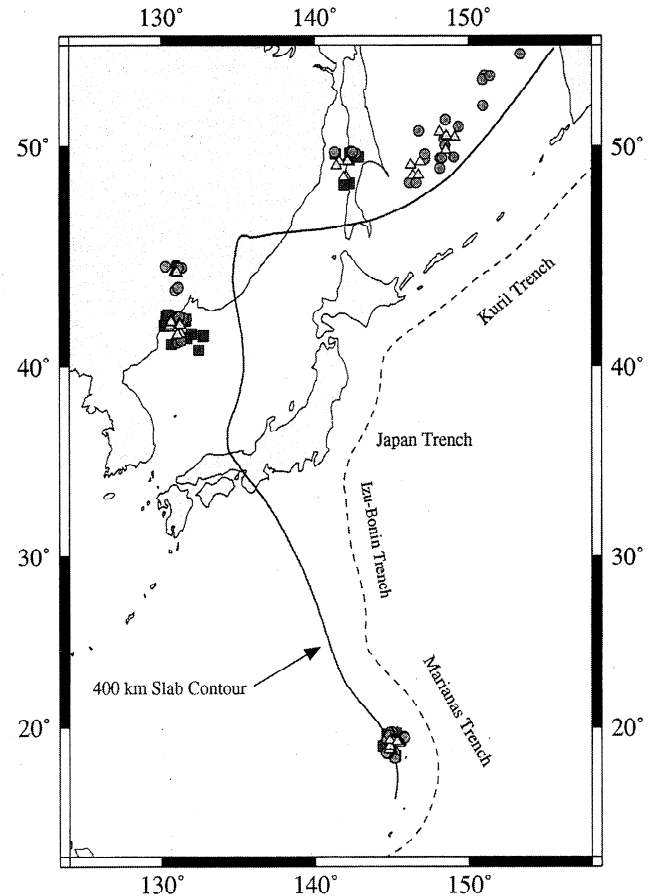 130˚ 140˚ 150˚
50˚ 50˚
Kuril Trench
40˚ 40˚
Japan Trench
Izu-Bonin Trench
30˚ 30˚
Marianas Trench
400 km Slab Contour
20˚ 20˚
130˚ 140˚ 150˚